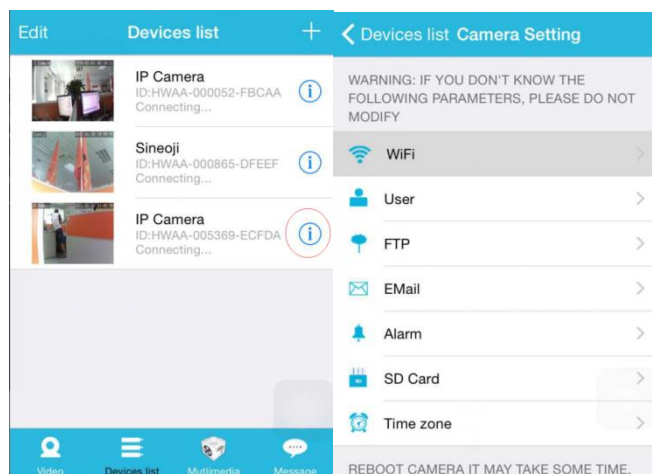 Edit Devices list +
IP Camera
ID:HWAA-000052-FBCAA
Connecting...
Sineoji
ID:HWAA-000865-DFEEF
Connecting...
IP Camera
ID:HWAA-005369-ECFDA
Connecting...
Video Devices list Mutlimedia Message
Devices list Camera Setting
WARNING: IF YOU DON'T KNOW THE
FOLLOWING PARAMETERS, PLEASE DO NOT
MODIFY
WiFi
User
FTP
EMail
Alarm
SD Card
Time zone
REBOOT CAMERA IT MAY TAKE SOME TIME,